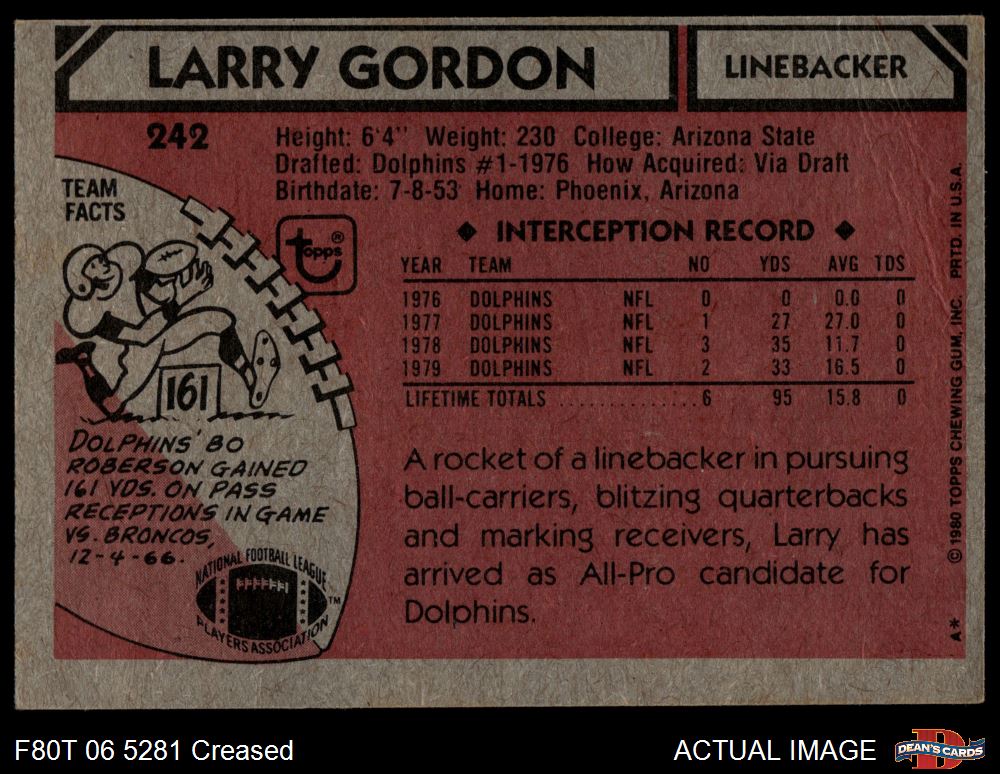 LARRY GORDON
LINEBACKER
242
Height: 6'4" Weight: 230 College: Arizona State
Drafted: Dolphins #1-1976 How Acquired: Via Draft
Birthdate: 7-8-53 Home: Phoenix, Arizona
TEAM
FACTS
topps®
161
DOLPHINS' BO
ROBERSON GAINED
161 YDS. ON PASS
RECEPTIONS IN GAME
VS. BRONCOS,
12-4-66.
NATIONAL FOOTBALL LEAGUE
PLAYERS ASSOCIATION
TM
◆ INTERCEPTION RECORD ◆
YEAR TEAM NO YDS AVG TDS
1976 DOLPHINS NFL 0 0 0.0 0
1977 DOLPHINS NFL 1 27 27.0 0
1978 DOLPHINS NFL 3 35 11.7 0
1979 DOLPHINS NFL 2 33 16.5 0
LIFETIME TOTALS ............. 6 95 15.8 0
A rocket of a linebacker in pursuing
ball-carriers, blitzing quarterbacks
and marking receivers, Larry has
arrived as All-Pro candidate for
Dolphins.
A* © 1980 TOPPS CHEWING GUM, INC. PRTD. IN U.S.A.
F80T 06 5281 Creased
ACTUAL IMAGE
D
DEAN'S CARDS